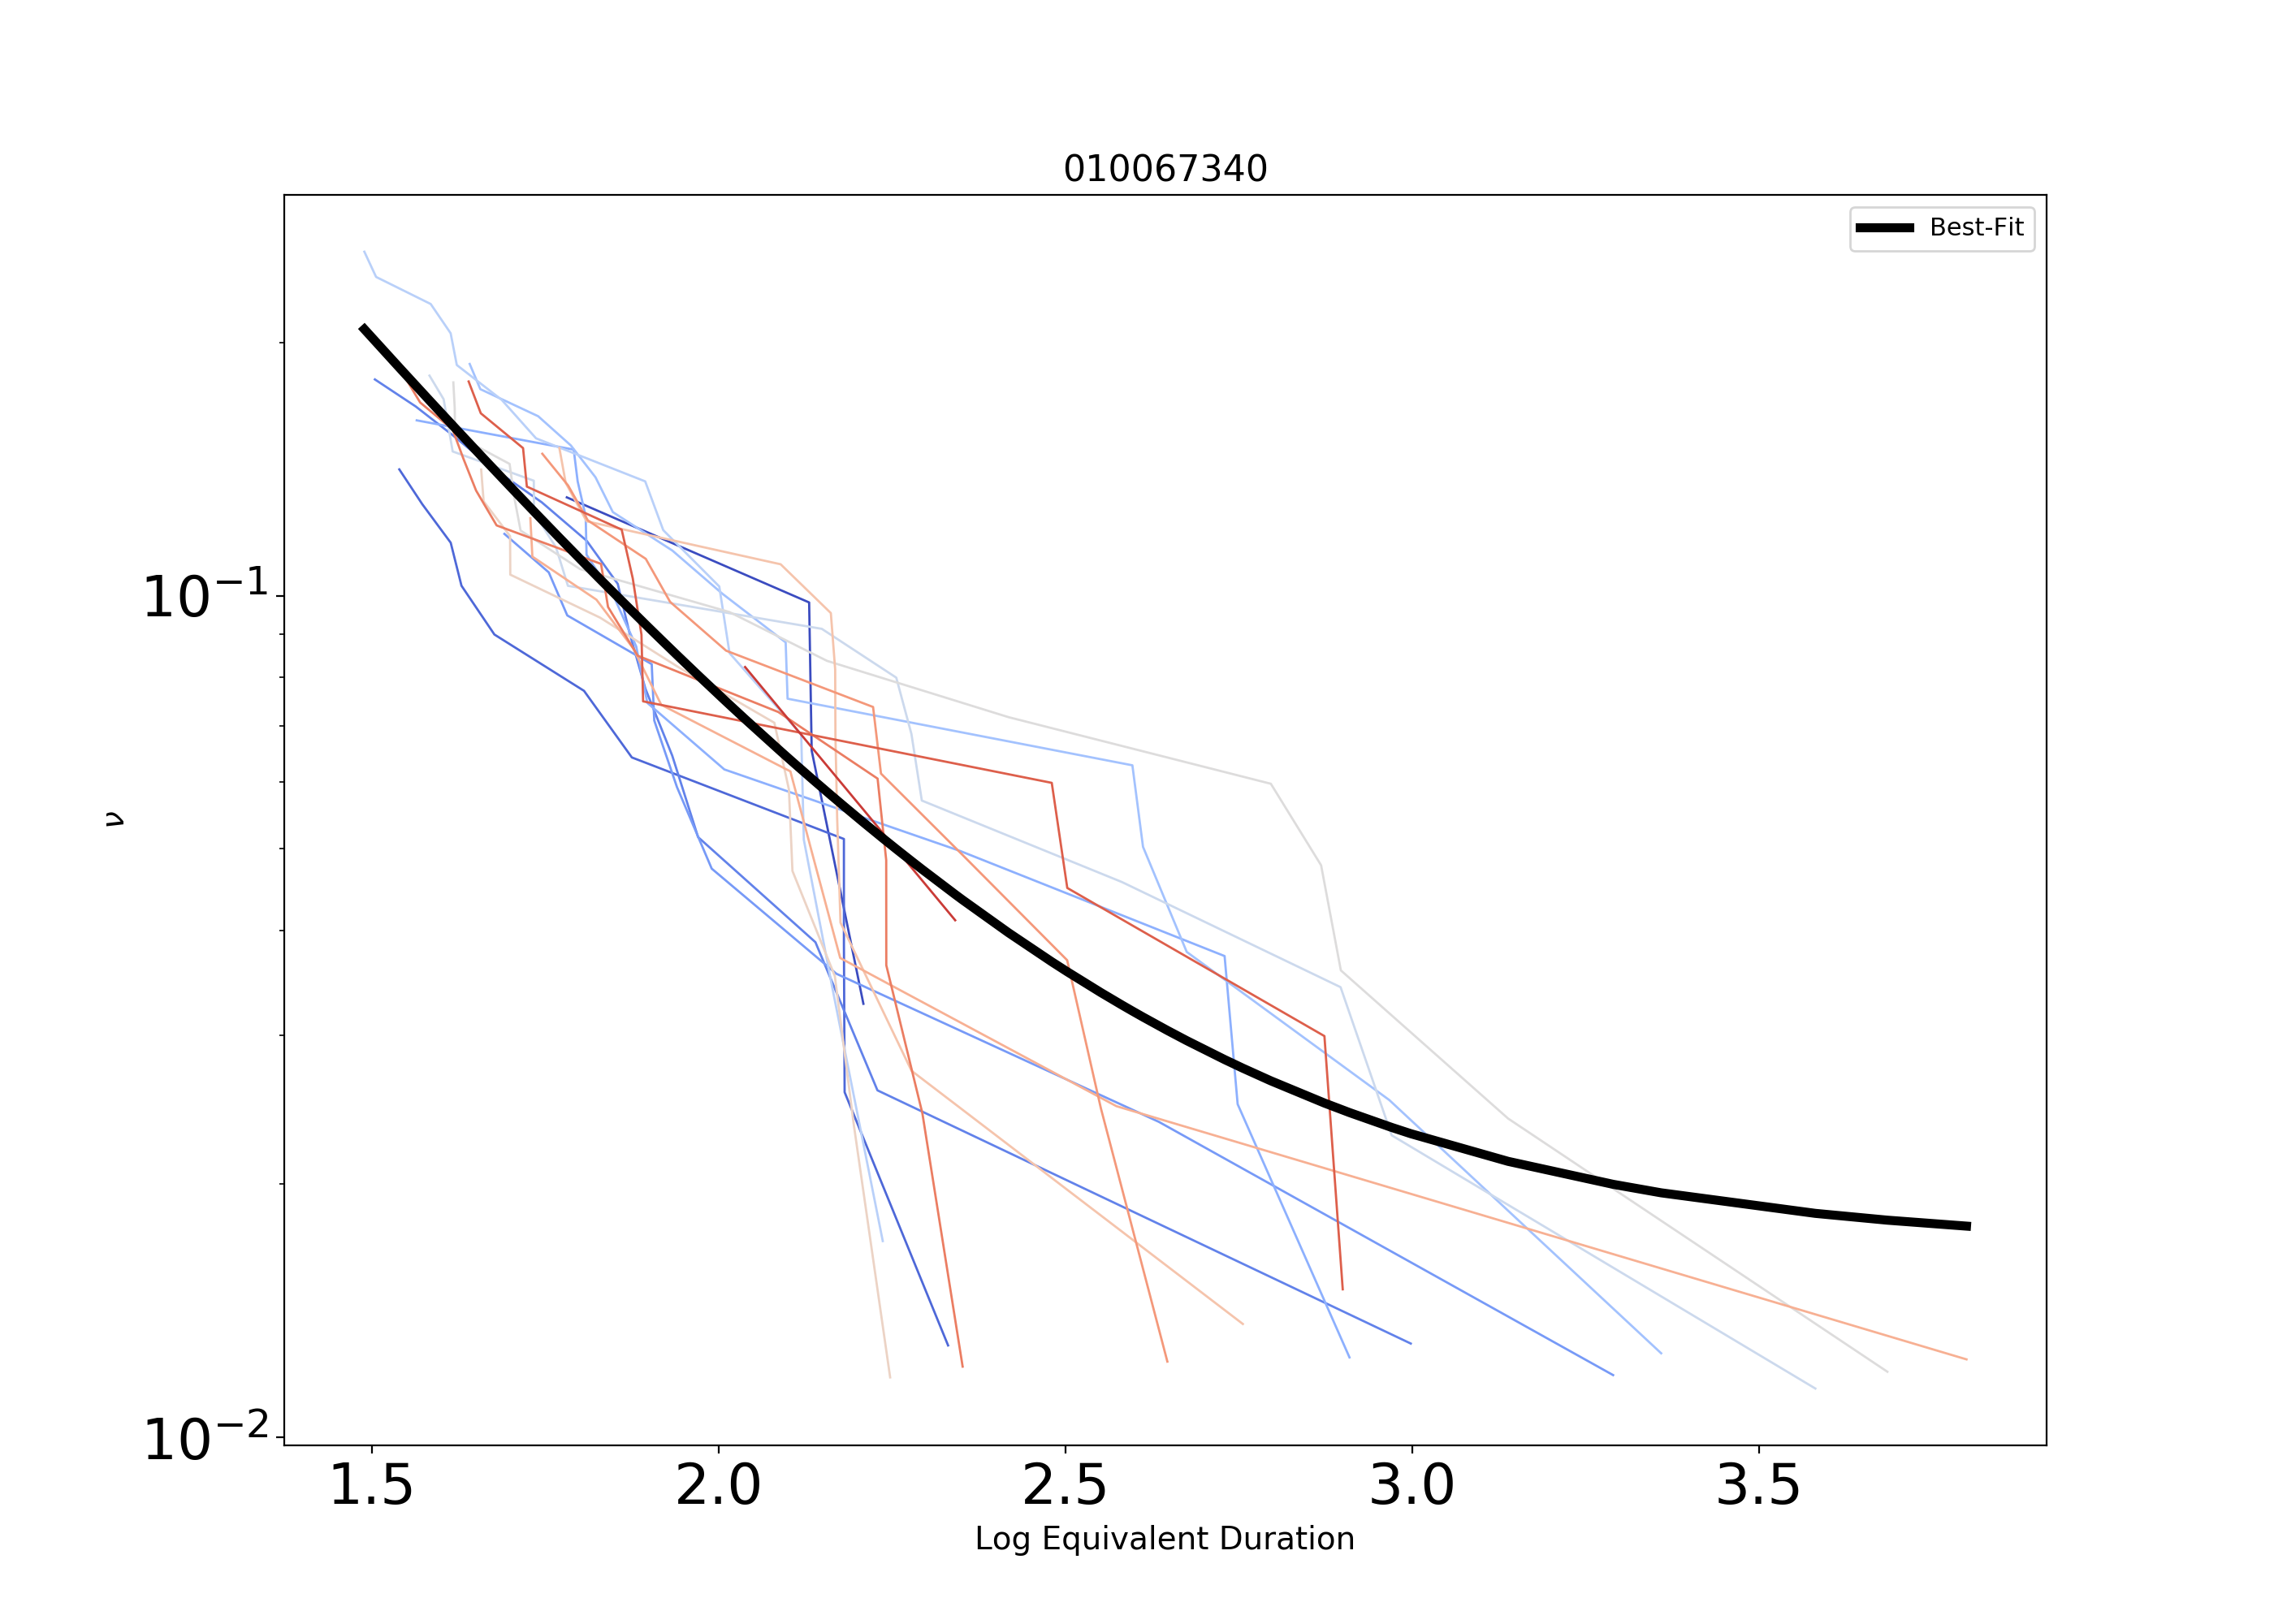 010067340
Best-Fit
10⁻¹
ν
10⁻²
1.5 2.0 2.5 3.0 3.5
Log Equivalent Duration